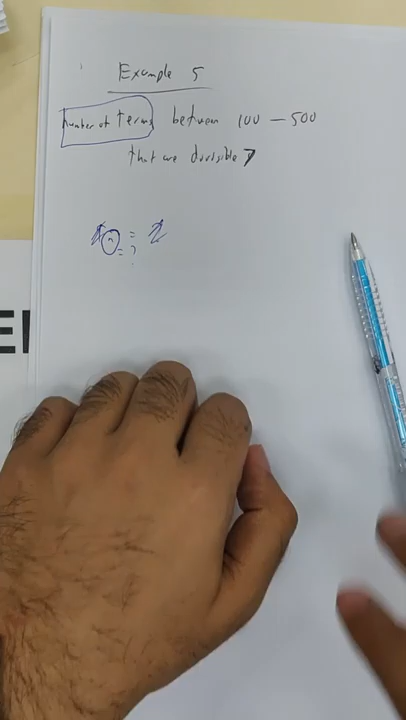 Example 5
number of terms between 100 - 500
that are divisible 7
n =
= ?